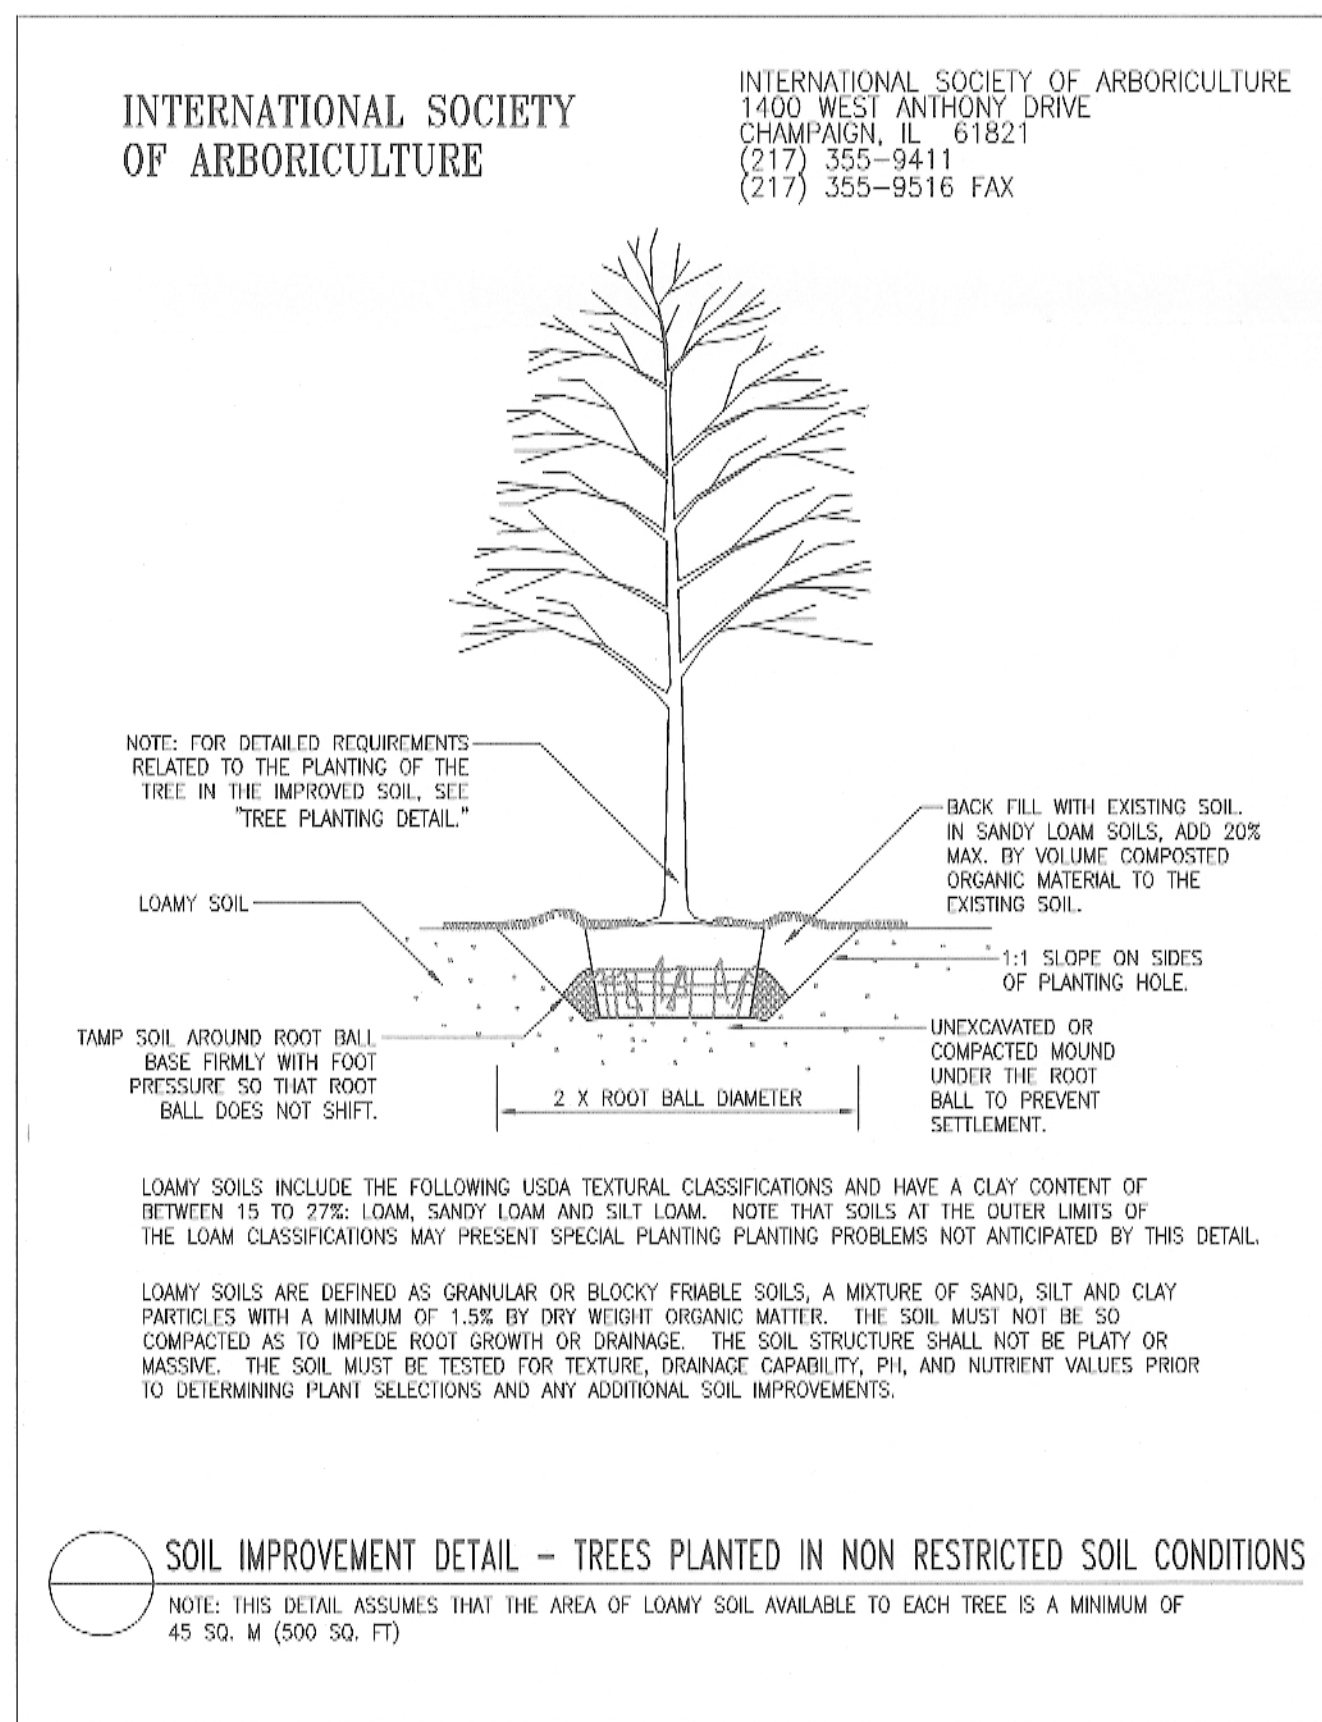 INTERNATIONAL SOCIETY
OF ARBORICULTURE
INTERNATIONAL SOCIETY OF ARBORICULTURE
1400 WEST ANTHONY DRIVE
CHAMPAIGN, IL 61821
(217) 355-9411
(217) 355-9516 FAX
NOTE: FOR DETAILED REQUIREMENTS
RELATED TO THE PLANTING OF THE
TREE IN THE IMPROVED SOIL, SEE
"TREE PLANTING DETAIL."
BACK FILL WITH EXISTING SOIL.
IN SANDY LOAM SOILS, ADD 20%
MAX. BY VOLUME COMPOSTED
ORGANIC MATERIAL TO THE
EXISTING SOIL.
LOAMY SOIL
1:1 SLOPE ON SIDES
OF PLANTING HOLE.
TAMP SOIL AROUND ROOT BALL
BASE FIRMLY WITH FOOT
PRESSURE SO THAT ROOT
BALL DOES NOT SHIFT.
UNEXCAVATED OR
COMPACTED MOUND
UNDER THE ROOT
BALL TO PREVENT
SETTLEMENT.
2 X ROOT BALL DIAMETER
LOAMY SOILS INCLUDE THE FOLLOWING USDA TEXTURAL CLASSIFICATIONS AND HAVE A CLAY CONTENT OF
BETWEEN 15 TO 27%: LOAM, SANDY LOAM AND SILT LOAM. NOTE THAT SOILS AT THE OUTER LIMITS OF
THE LOAM CLASSIFICATIONS MAY PRESENT SPECIAL PLANTING PLANTING PROBLEMS NOT ANTICIPATED BY THIS DETAIL.
LOAMY SOILS ARE DEFINED AS GRANULAR OR BLOCKY FRIABLE SOILS, A MIXTURE OF SAND, SILT AND CLAY
PARTICLES WITH A MINIMUM OF 1.5% BY DRY WEIGHT ORGANIC MATTER. THE SOIL MUST NOT BE SO
COMPACTED AS TO IMPEDE ROOT GROWTH OR DRAINAGE. THE SOIL STRUCTURE SHALL NOT BE PLATY OR
MASSIVE. THE SOIL MUST BE TESTED FOR TEXTURE, DRAINAGE CAPABILITY, PH, AND NUTRIENT VALUES PRIOR
TO DETERMINING PLANT SELECTIONS AND ANY ADDITIONAL SOIL IMPROVEMENTS.
SOIL IMPROVEMENT DETAIL - TREES PLANTED IN NON RESTRICTED SOIL CONDITIONS
NOTE: THIS DETAIL ASSUMES THAT THE AREA OF LOAMY SOIL AVAILABLE TO EACH TREE IS A MINIMUM OF
45 SQ. M (500 SQ. FT)